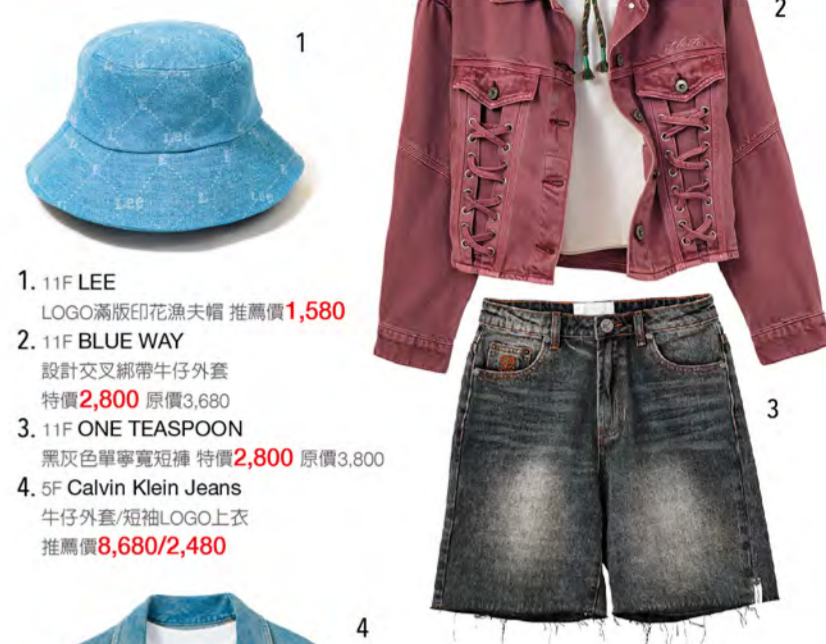 1
2
Lee
Lee
1. 11F LEE
LOGO滿版印花漁夫帽 推薦價1,580
2. 11F BLUE WAY
設計交叉綁帶牛仔外套
特價2,800 原價3,680
3. 11F ONE TEASPOON
黑灰色單寧寬短褲 特價2,800 原價3,800
4. 5F Calvin Klein Jeans
牛仔外套/短袖LOGO上衣
推薦價8,680/2,480
3
4